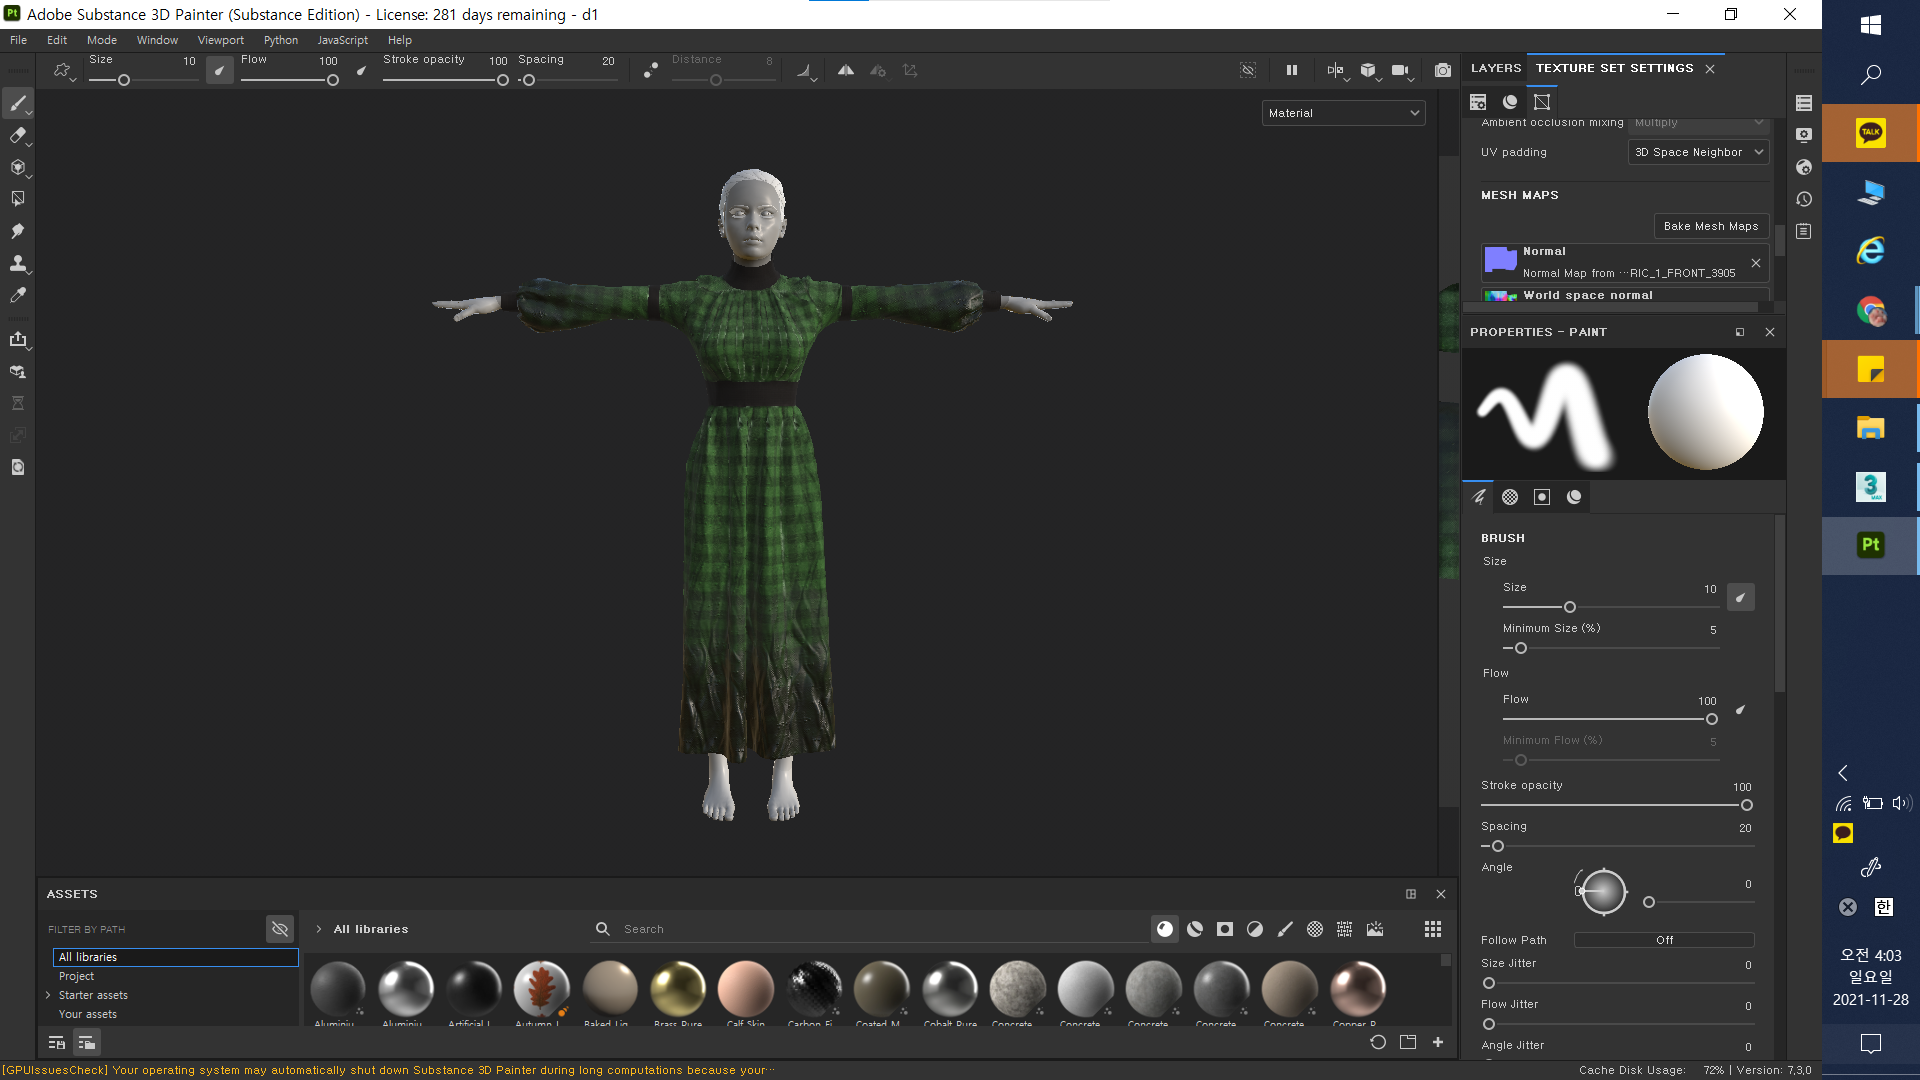 Adobe Substance 3D Painter (Substance Edition) - License: 281 days remaining - d1
File Edit Mode Window Viewport Python JavaScript Help
Size 10 Flow 100 Stroke opacity 100 Spacing 20 Distance 8
Material
LAYERS TEXTURE SET SETTINGS
Ambient occlusion mixing Multiply
UV padding 3D Space Neighbor
MESH MAPS
Bake Mesh Maps
Normal
Normal Map from ···RIC_1_FRONT_3905
World space normal
PROPERTIES - PAINT
BRUSH
Size
Size 10
Minimum Size (%) 5
Flow
Flow 100
Minimum Flow (%) 5
Stroke opacity 100
Spacing 20
Angle 0
Follow Path Off
Size Jitter 0
Flow Jitter 0
Angle Jitter 0
ASSETS
FILTER BY PATH
All libraries
Project
Starter assets
Your assets
All libraries
Search
Aluminiu... Aluminiu... Artificial L... Autumn L... Baked Lig... Brass Pure Calf Skin Carbon Fi... Coated M... Cobalt Pure Concrete ... Concrete ... Concrete ... Concrete ... Concrete ... Copper P...
[GPUIssuesCheck] Your operating system may automatically shut down Substance 3D Painter during long computations because your···
Cache Disk Usage: 72% | Version: 7.3.0
TALK
3
MAX
Pt
한
오전 4:03
일요일
2021-11-28